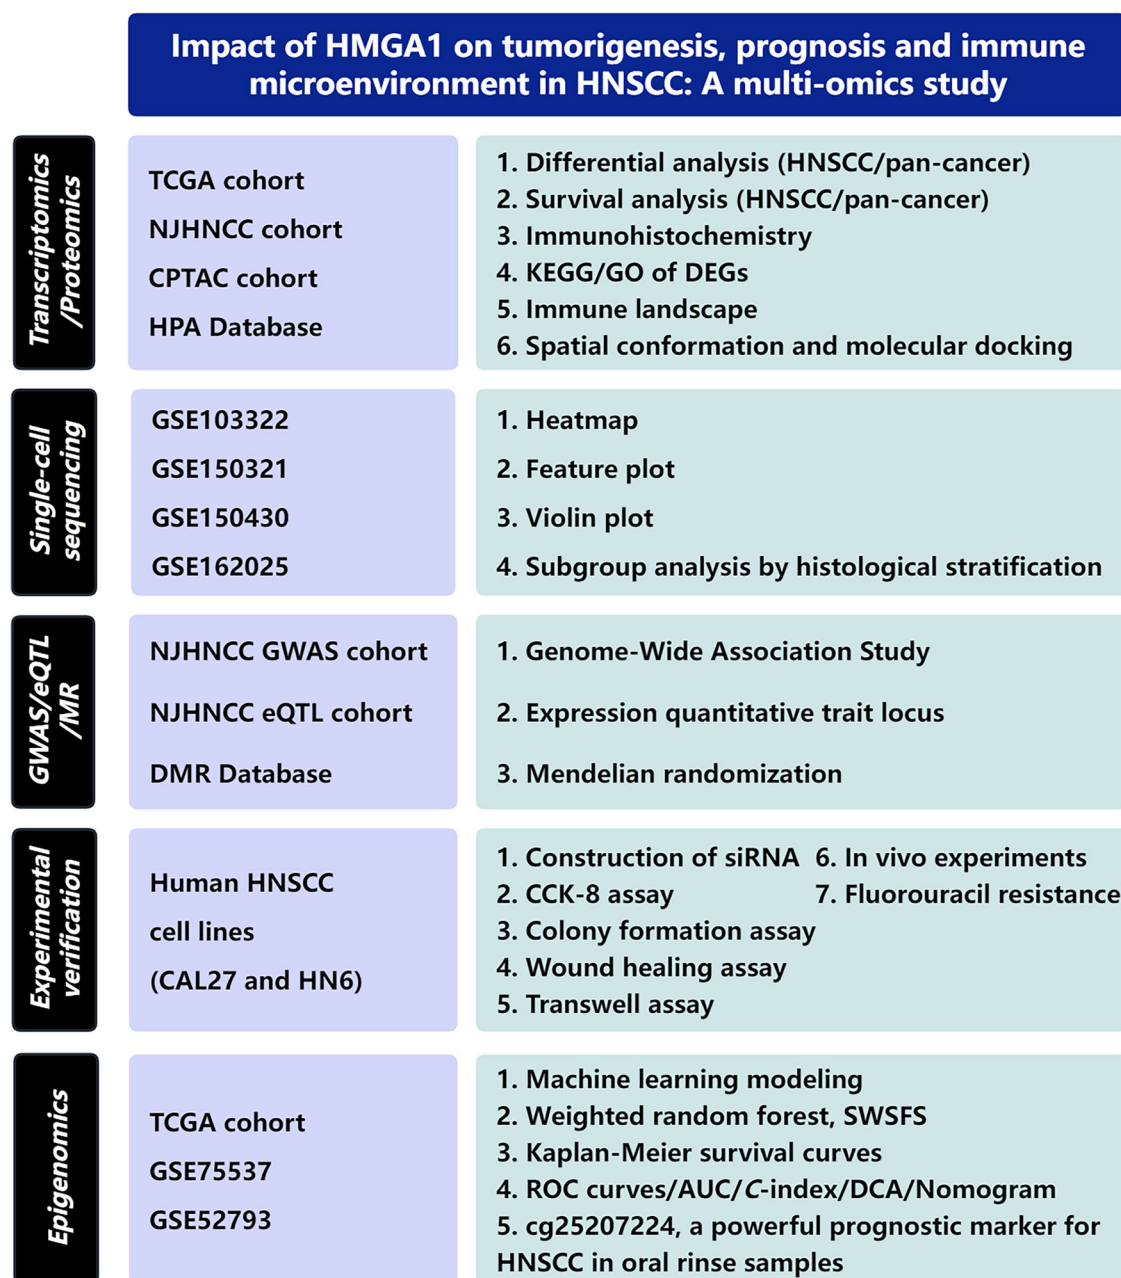 Impact of HMGA1 on tumorigenesis, prognosis and immune
microenvironment in HNSCC: A multi-omics study
Transcriptomics
/Proteomics
TCGA cohort
NJHNCC cohort
CPTAC cohort
HPA Database
1. Differential analysis (HNSCC/pan-cancer)
2. Survival analysis (HNSCC/pan-cancer)
3. Immunohistochemistry
4. KEGG/GO of DEGs
5. Immune landscape
6. Spatial conformation and molecular docking
Single-cell
sequencing
GSE103322
GSE150321
GSE150430
GSE162025
1. Heatmap
2. Feature plot
3. Violin plot
4. Subgroup analysis by histological stratification
GWAS/eQTL
/MR
NJHNCC GWAS cohort
NJHNCC eQTL cohort
DMR Database
1. Genome-Wide Association Study
2. Expression quantitative trait locus
3. Mendelian randomization
Experimental
verification
Human HNSCC
cell lines
(CAL27 and HN6)
1. Construction of siRNA
2. CCK-8 assay
3. Colony formation assay
4. Wound healing assay
5. Transwell assay
6. In vivo experiments
7. Fluorouracil resistance
Epigenomics
TCGA cohort
GSE75537
GSE52793
1. Machine learning modeling
2. Weighted random forest, SWSFS
3. Kaplan-Meier survival curves
4. ROC curves/AUC/C-index/DCA/Nomogram
5. cg25207224, a powerful prognostic marker for
HNSCC in oral rinse samples